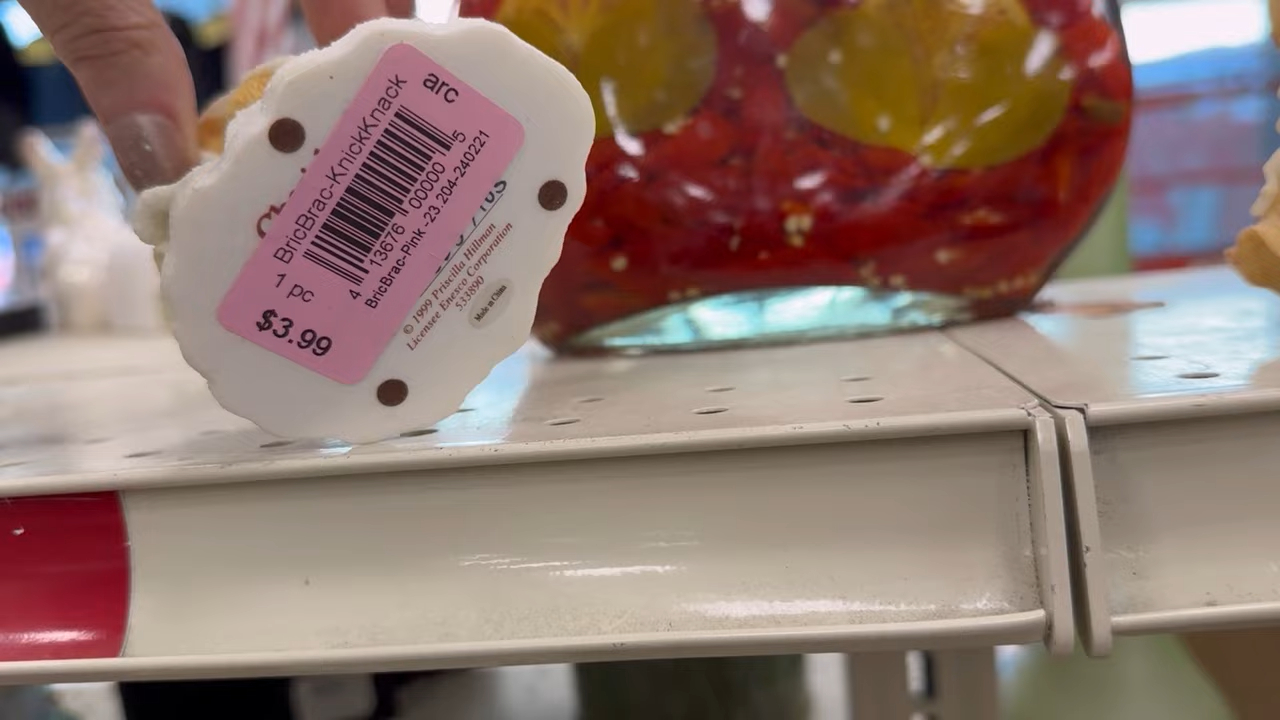 arc
BricBrac-KnickKnack
4 13676 00000 5
BricBrac-Pink -23.204-240221
1 pc
$3.99
© 1999 Priscilla Hillman
Licensee Enesco Corporation
533890
Made in China